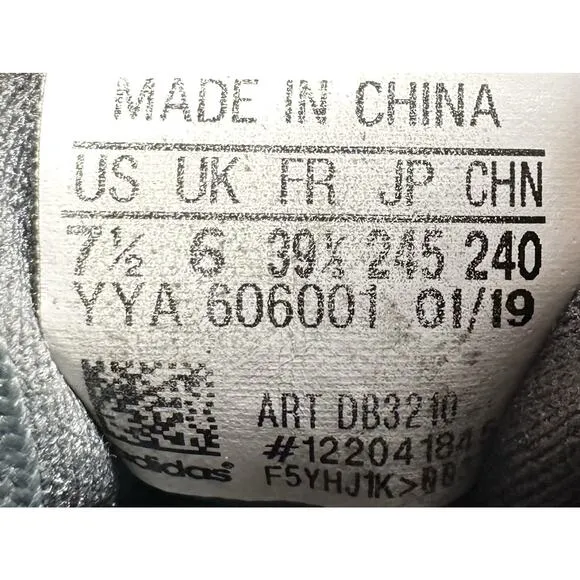 MADE IN CHINA
US UK FR JP CHN
7½ 6 39⅓ 245 240
YYA 606001 01/19
ART DB3210
#12204184
adidas
F5YHJ1K>